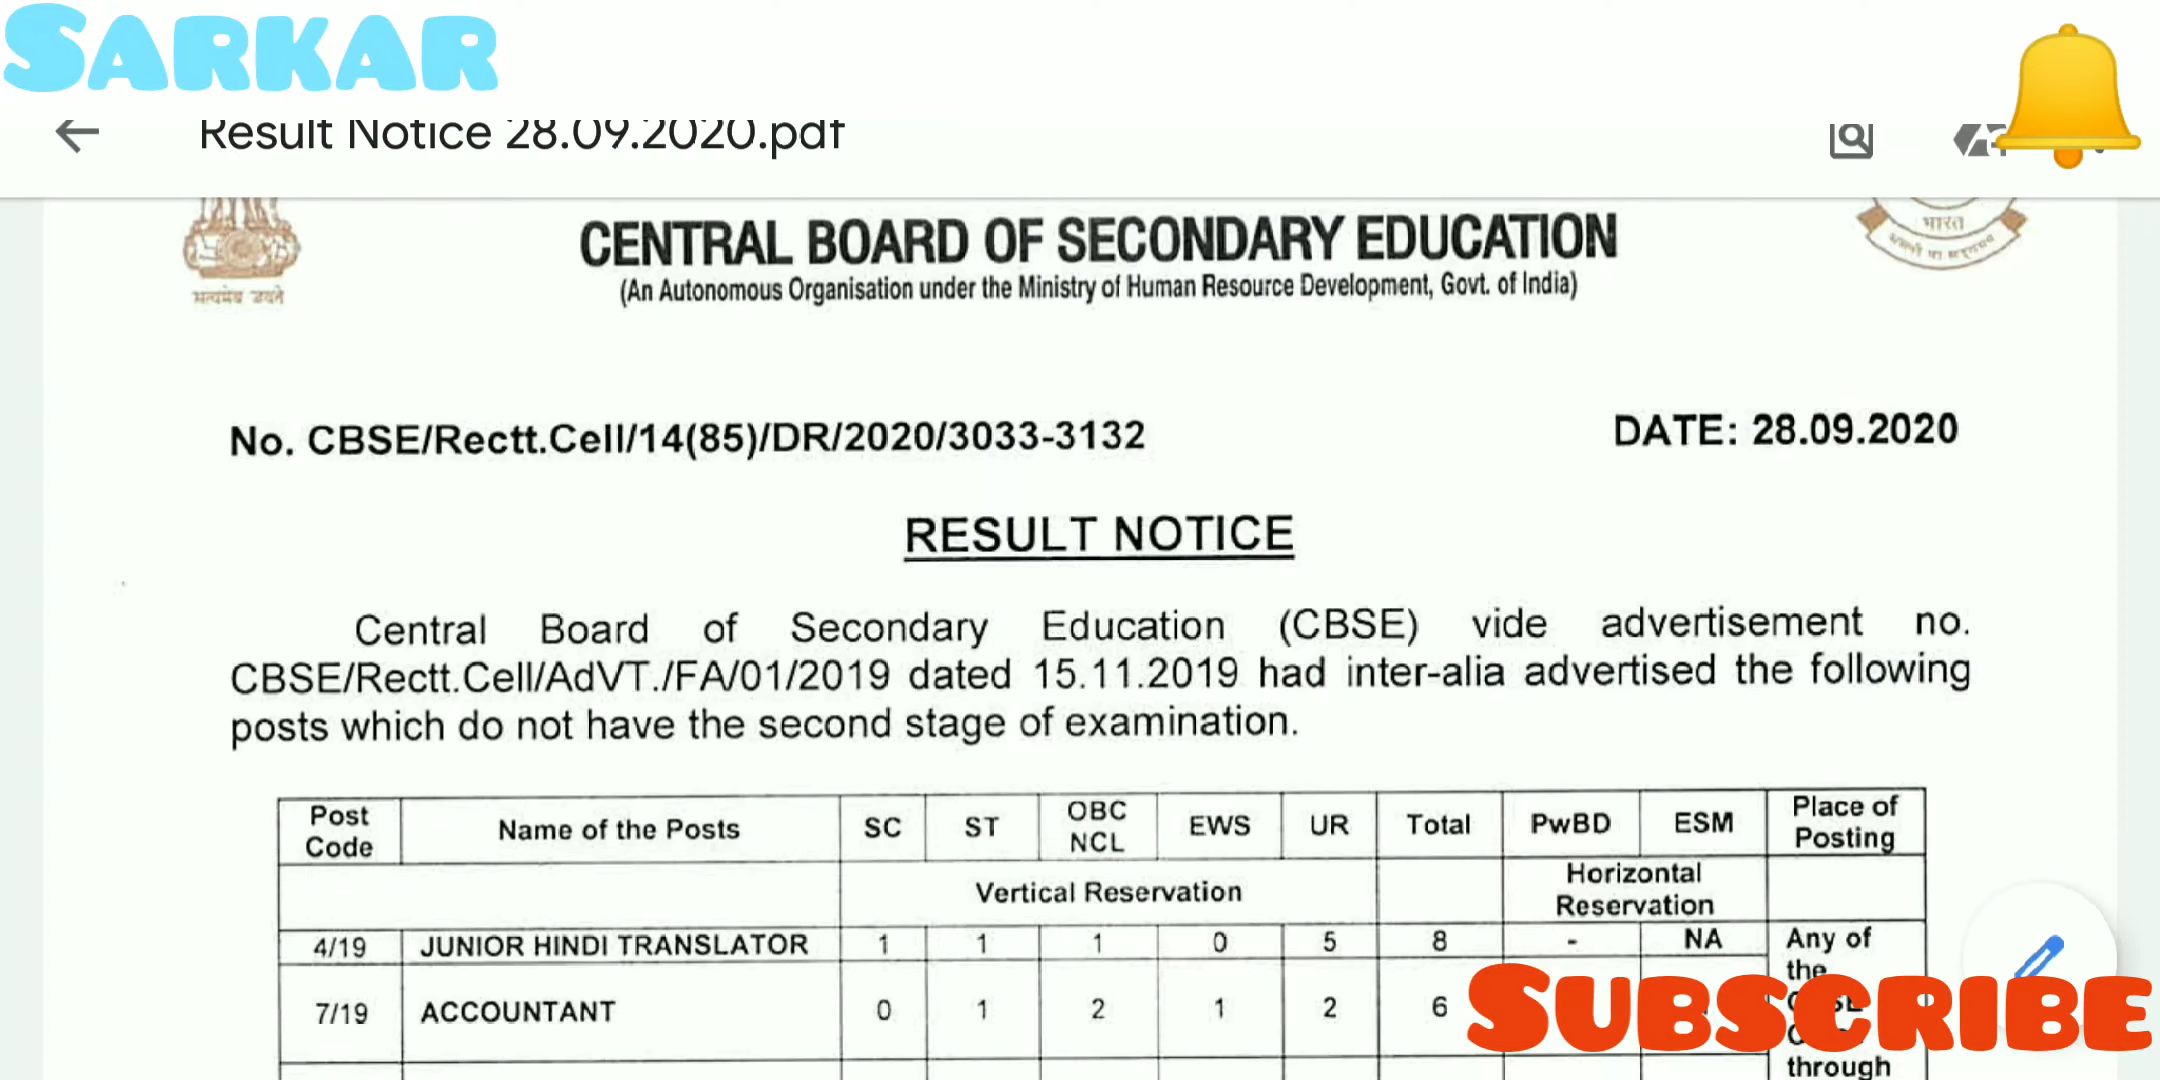 SARKAR
Result Notice 28.09.2020.pdf
CENTRAL BOARD OF SECONDARY EDUCATION
(An Autonomous Organisation under the Ministry of Human Resource Development, Govt. of India)
सत्यमेव जयते
भारत
No. CBSE/Rectt.Cell/14(85)/DR/2020/3033-3132
DATE: 28.09.2020
RESULT NOTICE
Central Board of Secondary Education (CBSE) vide advertisement no.
CBSE/Rectt.Cell/AdVT./FA/01/2019 dated 15.11.2019 had inter-alia advertised the following
posts which do not have the second stage of examination.
Post Code Name of the Posts SC ST OBC NCL EWS UR Total PwBD ESM Place of Posting
Vertical Reservation Horizontal Reservation
4/19 JUNIOR HINDI TRANSLATOR 1 1 1 0 5 8 - NA Any of
the
7/19 ACCOUNTANT 0 1 2 1 2 6
through
SUBSCRIBE